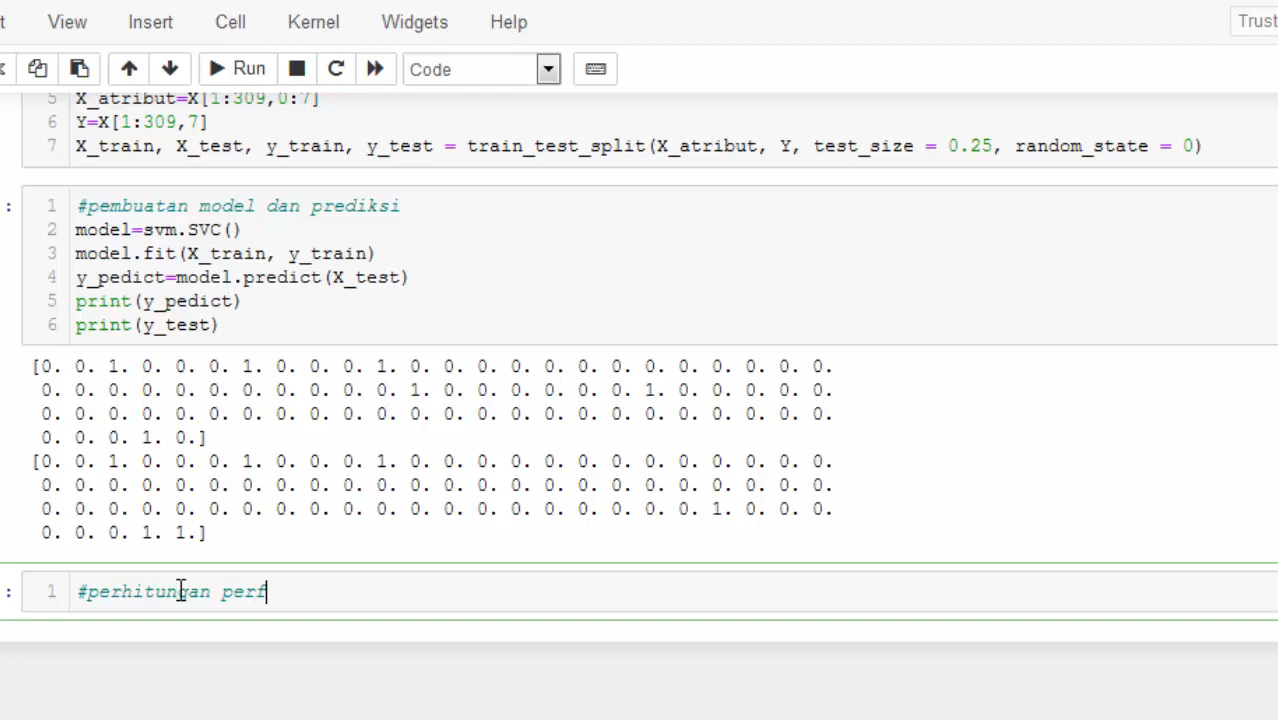 View Insert Cell Kernel Widgets Help Trust
Run Code
5 X_atribut=X[1:309,0:7]
6 Y=X[1:309,7]
7 X_train, X_test, y_train, y_test = train_test_split(X_atribut, Y, test_size = 0.25, random_state = 0)
: 1 #pembuatan model dan prediksi
2 model=svm.SVC()
3 model.fit(X_train, y_train)
4 y_pedict=model.predict(X_test)
5 print(y_pedict)
6 print(y_test)
[0. 0. 1. 0. 0. 0. 1. 0. 0. 0. 1. 0. 0. 0. 0. 0. 0. 0. 0. 0. 0. 0. 0. 0.
0. 0. 0. 0. 0. 0. 0. 0. 0. 0. 0. 1. 0. 0. 0. 0. 0. 0. 1. 0. 0. 0. 0. 0.
0. 0. 0. 0. 0. 0. 0. 0. 0. 0. 0. 0. 0. 0. 0. 0. 0. 0. 0. 0. 0. 0. 0. 0.
0. 0. 0. 1. 0.]
[0. 0. 1. 0. 0. 0. 1. 0. 0. 0. 1. 0. 0. 0. 0. 0. 0. 0. 0. 0. 0. 0. 0. 0.
0. 0. 0. 0. 0. 0. 0. 0. 0. 0. 0. 0. 0. 0. 0. 0. 0. 0. 0. 0. 0. 0. 0. 0.
0. 0. 0. 0. 0. 0. 0. 0. 0. 0. 0. 0. 0. 0. 0. 0. 0. 0. 0. 0. 1. 0. 0. 0.
0. 0. 0. 1. 1.]
: 1 #perhitungan perf